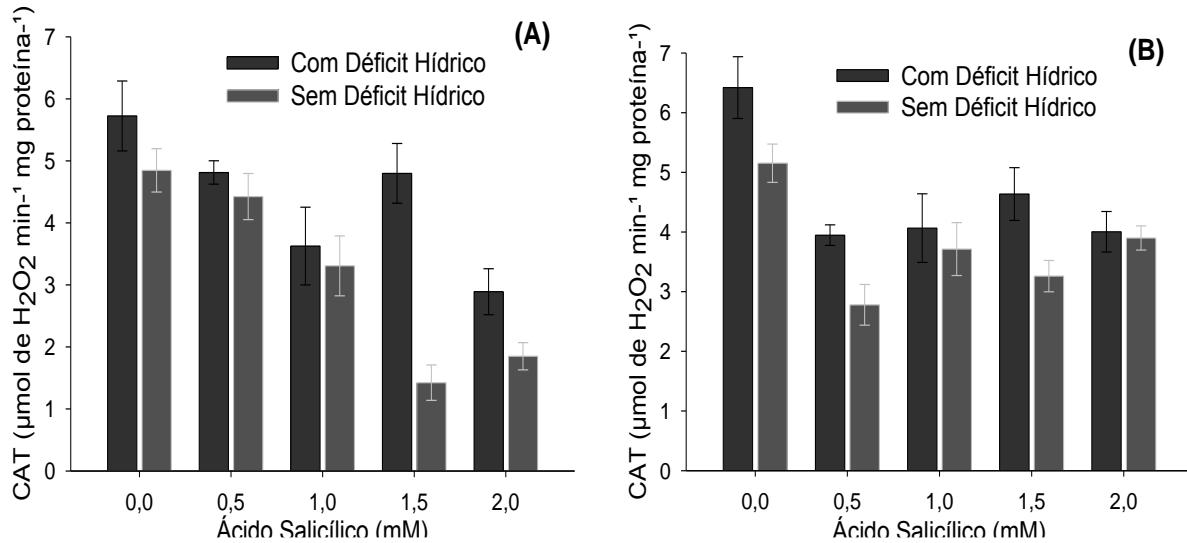 (A)
CAT (µmol de H2O2 min-¹ mg proteína-¹)
7
6
5
4
3
2
1
0
Com Déficit Hídrico
Sem Déficit Hídrico
0,0 0,5 1,0 1,5 2,0
Ácido Salicílico (mM)
(B)
CAT (µmol de H2O2 min-¹ mg proteína-¹)
7
6
5
4
3
2
1
0
Com Déficit Hídrico
Sem Déficit Hídrico
0,0 0,5 1,0 1,5 2,0
Ácido Salicílico (mM)